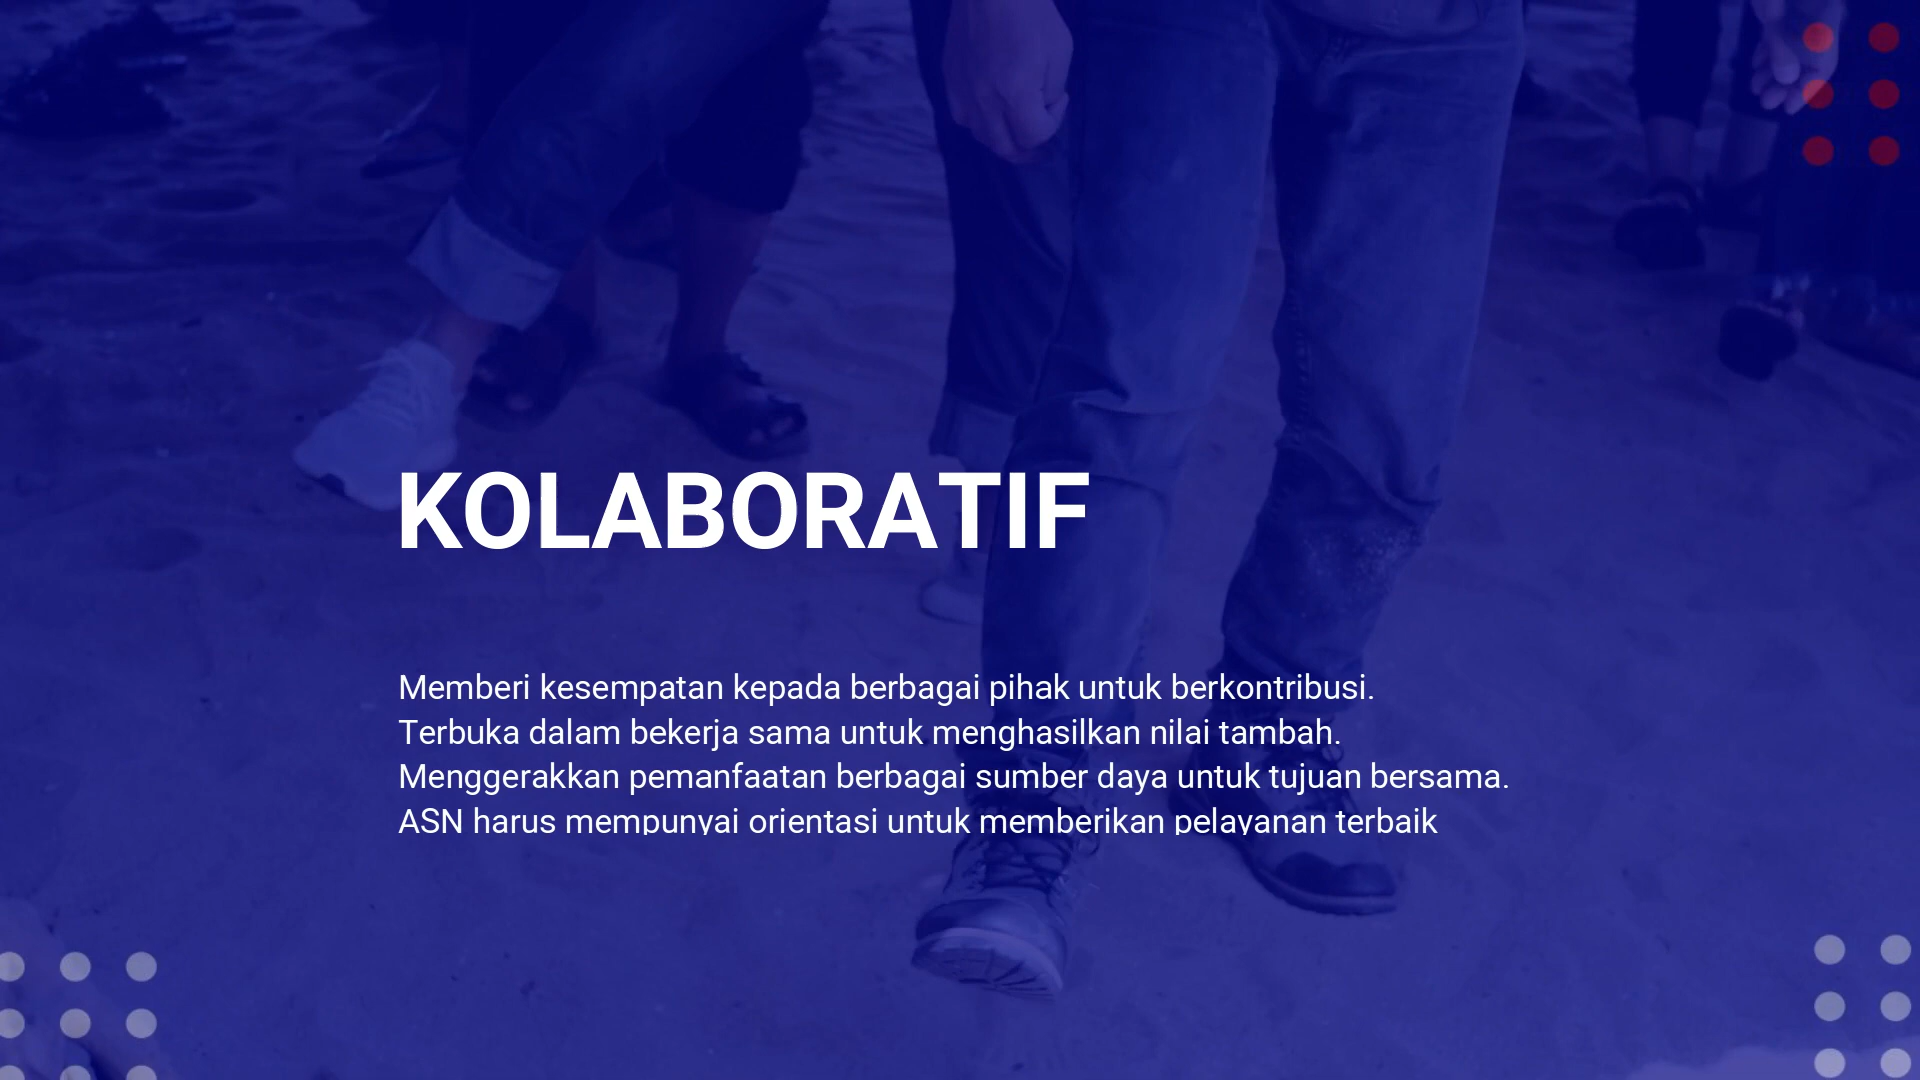 KOLABORATIF
Memberi kesempatan kepada berbagai pihak untuk berkontribusi.
Terbuka dalam bekerja sama untuk menghasilkan nilai tambah.
Menggerakkan pemanfaatan berbagai sumber daya untuk tujuan bersama.
ASN harus mempunyai orientasi untuk memberikan pelayanan terbaik